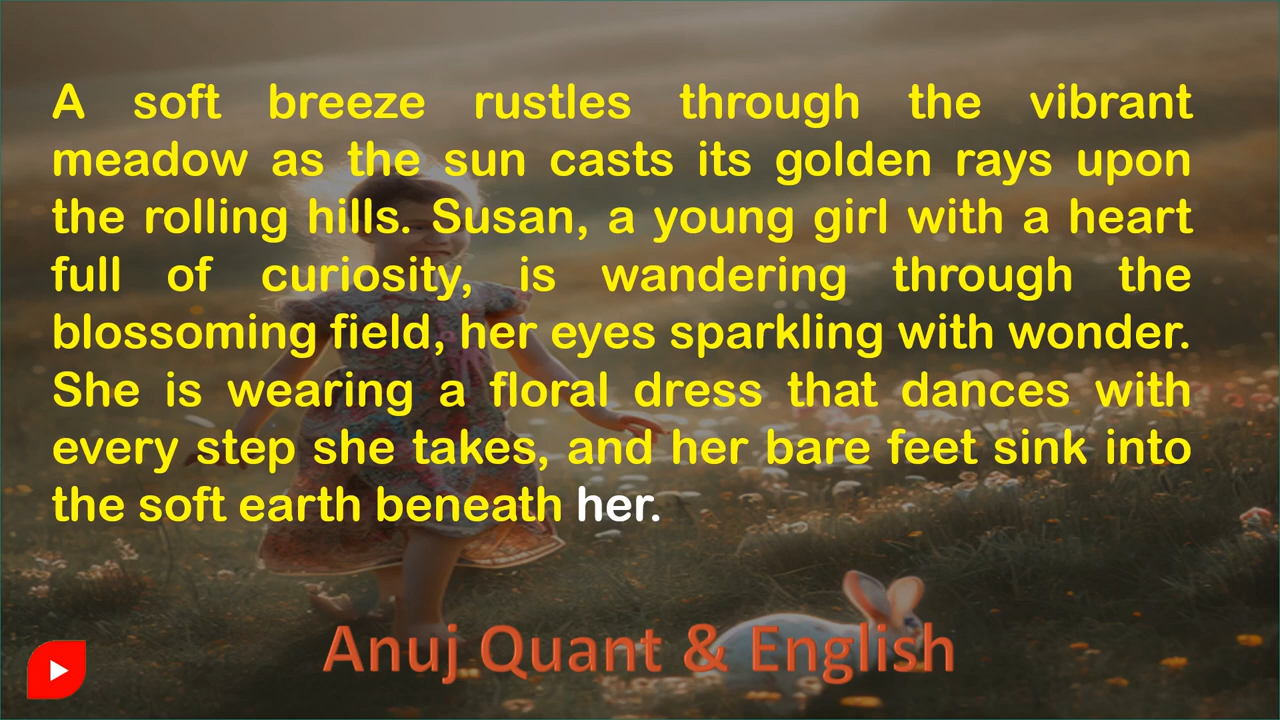 A soft breeze rustles through the vibrant
meadow as the sun casts its golden rays upon
the rolling hills. Susan, a young girl with a heart
full of curiosity, is wandering through the
blossoming field, her eyes sparkling with wonder.
She is wearing a floral dress that dances with
every step she takes, and her bare feet sink into
the soft earth beneath her.
Anuj Quant & English